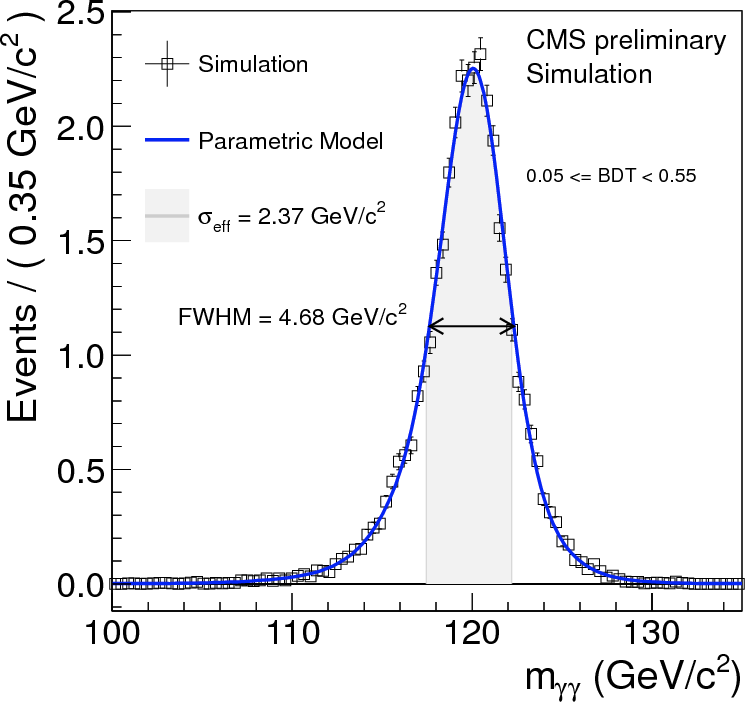 Events / ( 0.35 GeV/c² )
2.5
2.0
1.5
1.0
0.5
0.0
Simulation
Parametric Model
σeff = 2.37 GeV/c²
FWHM = 4.68 GeV/c²
CMS preliminary
Simulation
0.05 <= BDT < 0.55
100 110 120 130
mγγ (GeV/c²)